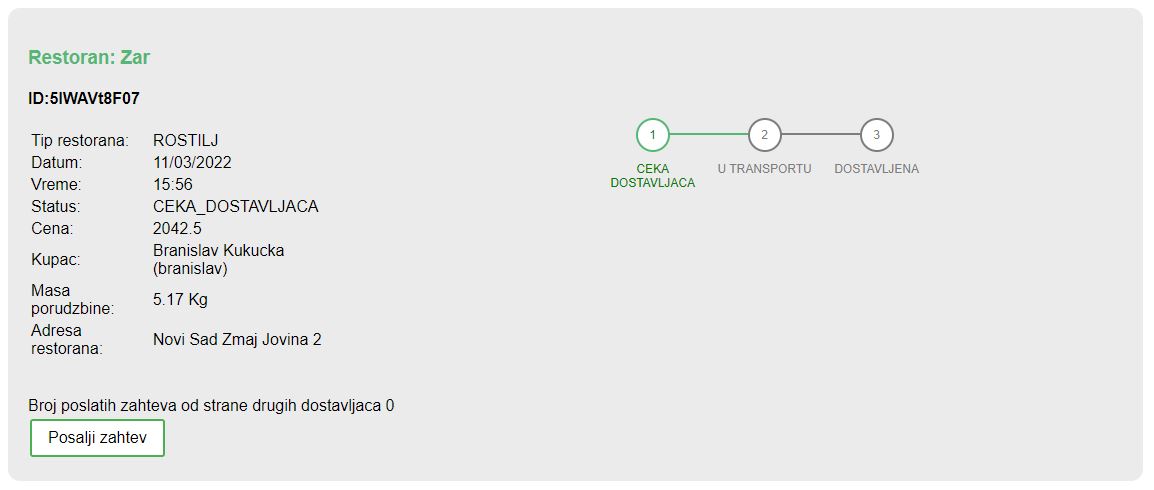 Restoran: Zar
ID:5IWAVt8F07
Tip restorana: ROSTILJ
Datum: 11/03/2022
Vreme: 15:56
Status: CEKA_DOSTAVLJACA
Cena: 2042.5
Kupac: Branislav Kukucka
(branislav)
Masa
porudzbine: 5.17 Kg
Adresa
restorana: Novi Sad Zmaj Jovina 2
Broj poslatih zahteva od strane drugih dostavljaca 0
Posalji zahtev
1 2 3
CEKA
DOSTAVLJACA
U TRANSPORTU
DOSTAVLJENA